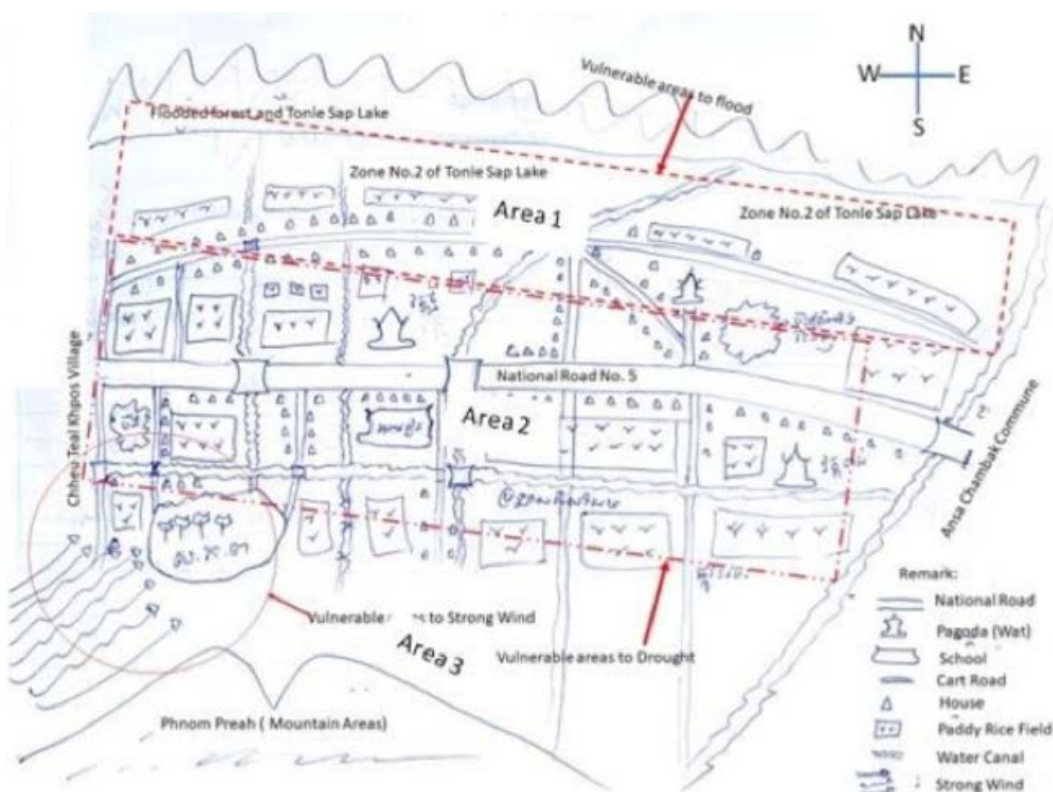 N
W E
S
Vulnerable areas to flood
Flooded forest and Tonle Sap Lake
Zone No.2 of Tonle Sap Lake
Area 1
Zone No.2 of Tonle Sap Lake
Chheu Teal Khpos Village
National Road No. 5
Area 2
Ansa Chambak Commune
Vulnerable to Strong Wind
Area 3
Vulnerable areas to Drought
Phnom Preah ( Mountain Areas)
Remark:
National Road
Pagoda (Wat)
School
Cart Road
House
Paddy Rice Field
Water Canal
Strong Wind